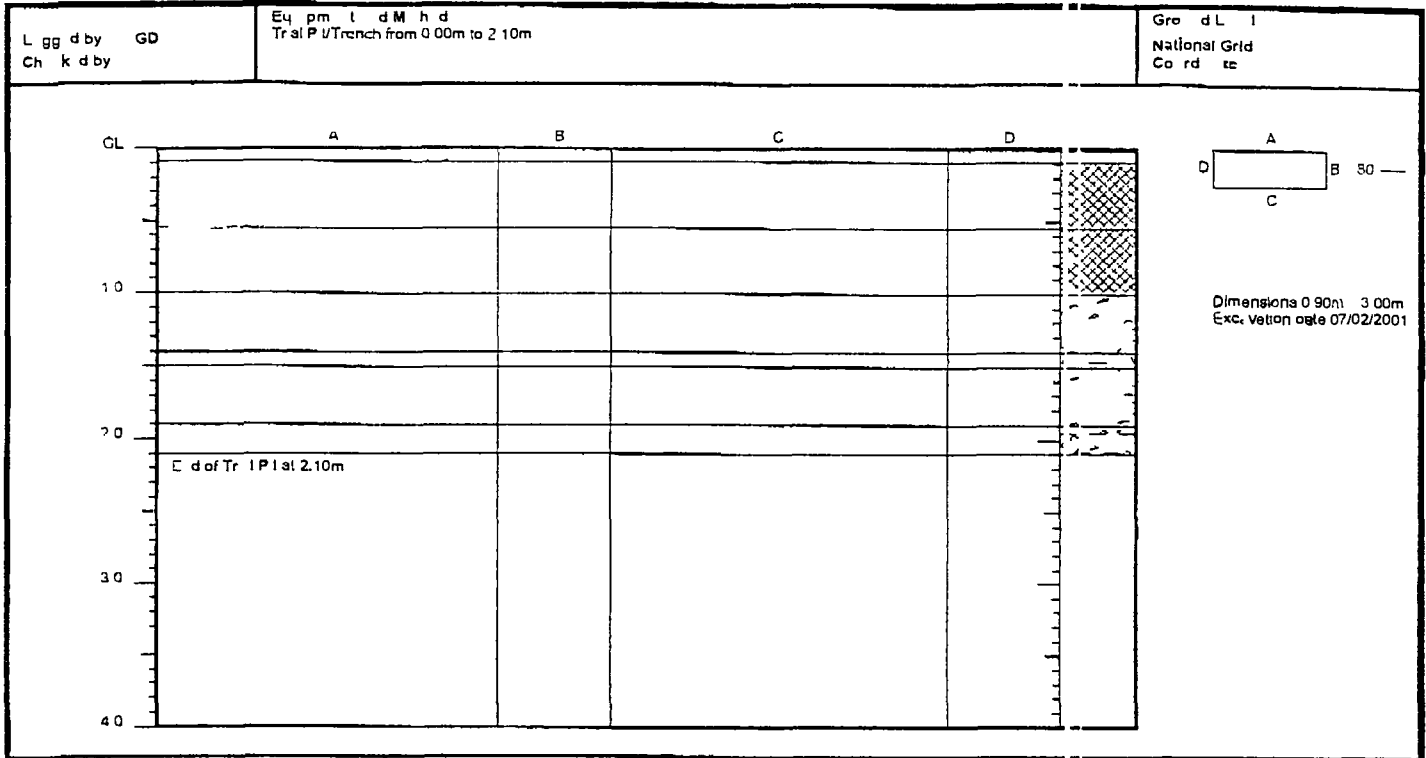 L gg d by GD
Ch k d by
Eq pm t d M h d
Tr al P t/Trench from 0 00m to 2 10m
Gro d L l
National Grid
Co rd te
A B C D
GL
1 0
2 0
3 0
4 0
E d of Tr l P t at 2.10m
A
D B 80
C
Dimensions 0 90m 3 00m
Exc vation date 07/02/2001